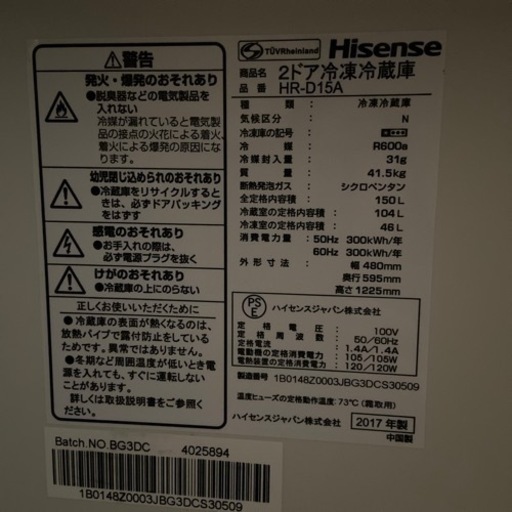 警告
発火・爆発のおそれあり
●脱臭器などの電気製品を
入れない
冷媒が漏れていると電気製
品の接点の火花による着火、
着火による爆発の原因にな
ります。
幼児閉じ込めのおそれあり
●冷蔵庫をリサイクルすると
きは、必ずドアパッキング
をはずす
感電のおそれあり
●お手入れの際は、
必ず電源プラグを抜く
けがのおそれあり
●冷蔵庫の上にのらない
正しくお使いいただくために
●冷蔵庫の表面が熱くなるのは、
放熱パイプで露付防止をしている
ためです。異常ではありません。
●冬期など周囲温度が低いとき電
源を入れても、すぐに運転しない
ことがあります。
詳しくは取扱説明書をご参照く
ださい。
TÜVRheinland
Hisense
商品名 2ドア冷凍冷蔵庫
品番 HR-D15A
種類: 冷凍冷蔵庫
気候区分: N
冷凍庫の記号:
冷媒: R600a
冷媒封入量: 31g
質量: 41.5kg
断熱発泡ガス: シクロペンタン
全定格内容積: 150L
冷蔵室の定格内容積: 104L
冷凍室の定格内容積: 46L
消費電力量: 50Hz 300kWh/年
60Hz 300kWh/年
外形寸法: 幅 480mm
奥行 595mm
高さ 1225mm
PSE ハイセンスジャパン株式会社
定格電圧: 100V
定格周波数: 50/60Hz
定格電流: 1.4A/1.4A
電動機の定格消費電力: 105/105W
電熱装置の定格消費電力: 120/120W
製造番号 1B0148Z0003JBG3DCS30509
温度ヒューズの定格動作温度: 73℃ (霜取用)
ハイセンスジャパン株式会社 2017年製
中国製
Batch.NO.BG3DC 4025894
1B0148Z0003JBG3DCS30509